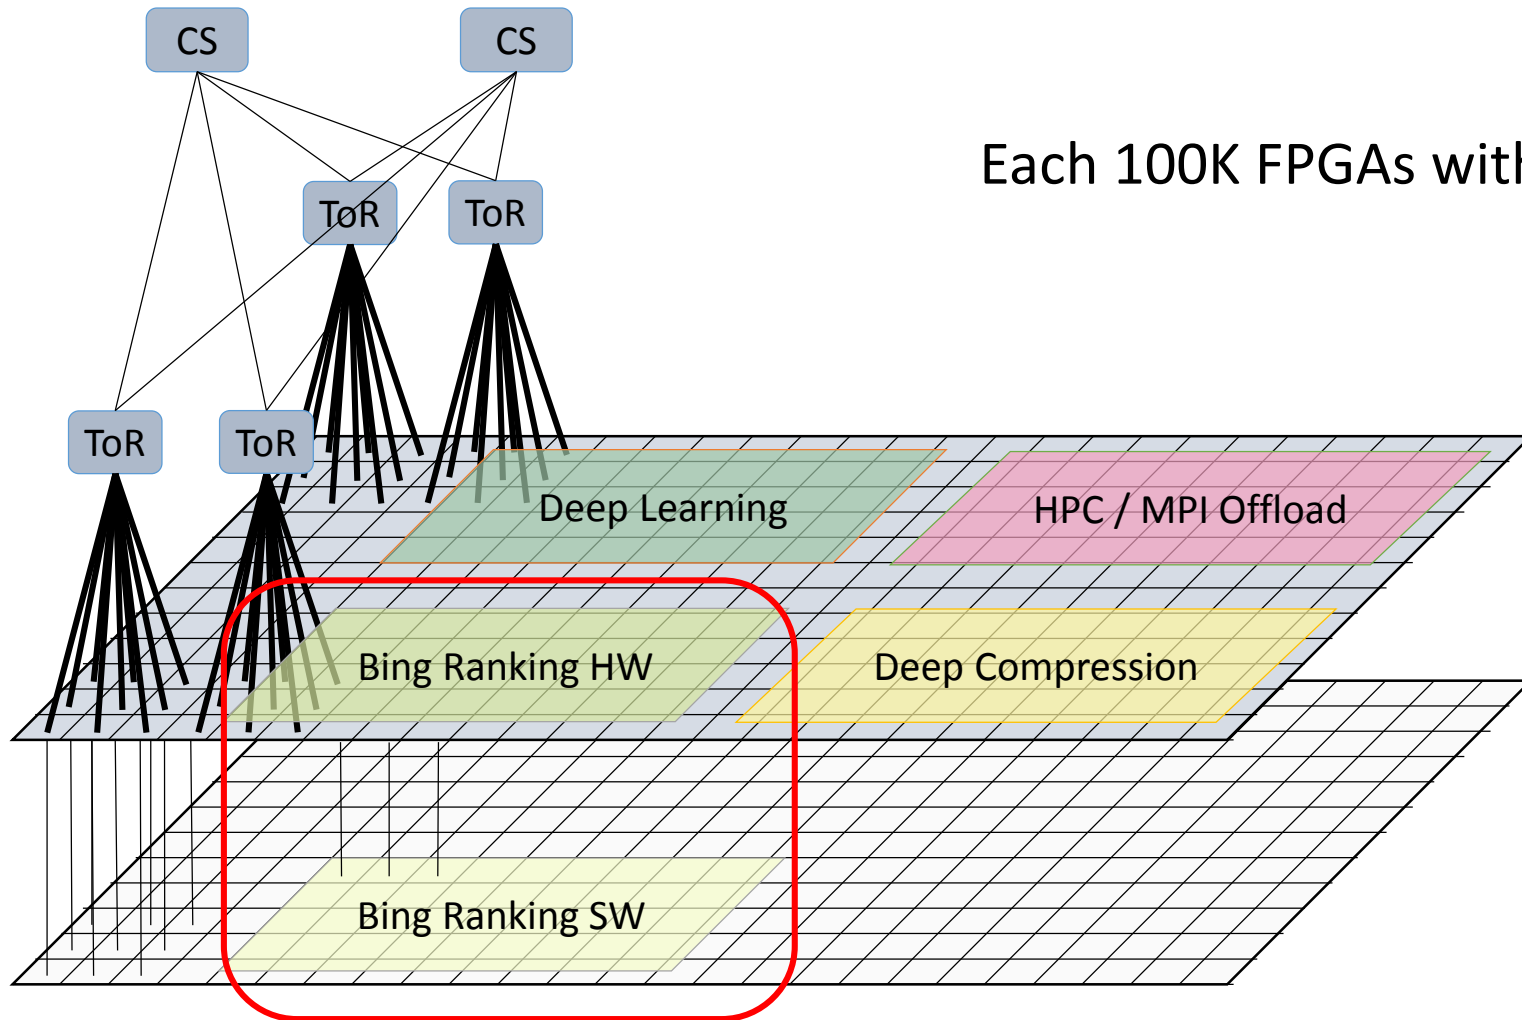 CS
CS
Each 100K FPGAs with
ToR
ToR
ToR
ToR
Deep Learning
HPC / MPI Offload
Bing Ranking HW
Deep Compression
Bing Ranking SW